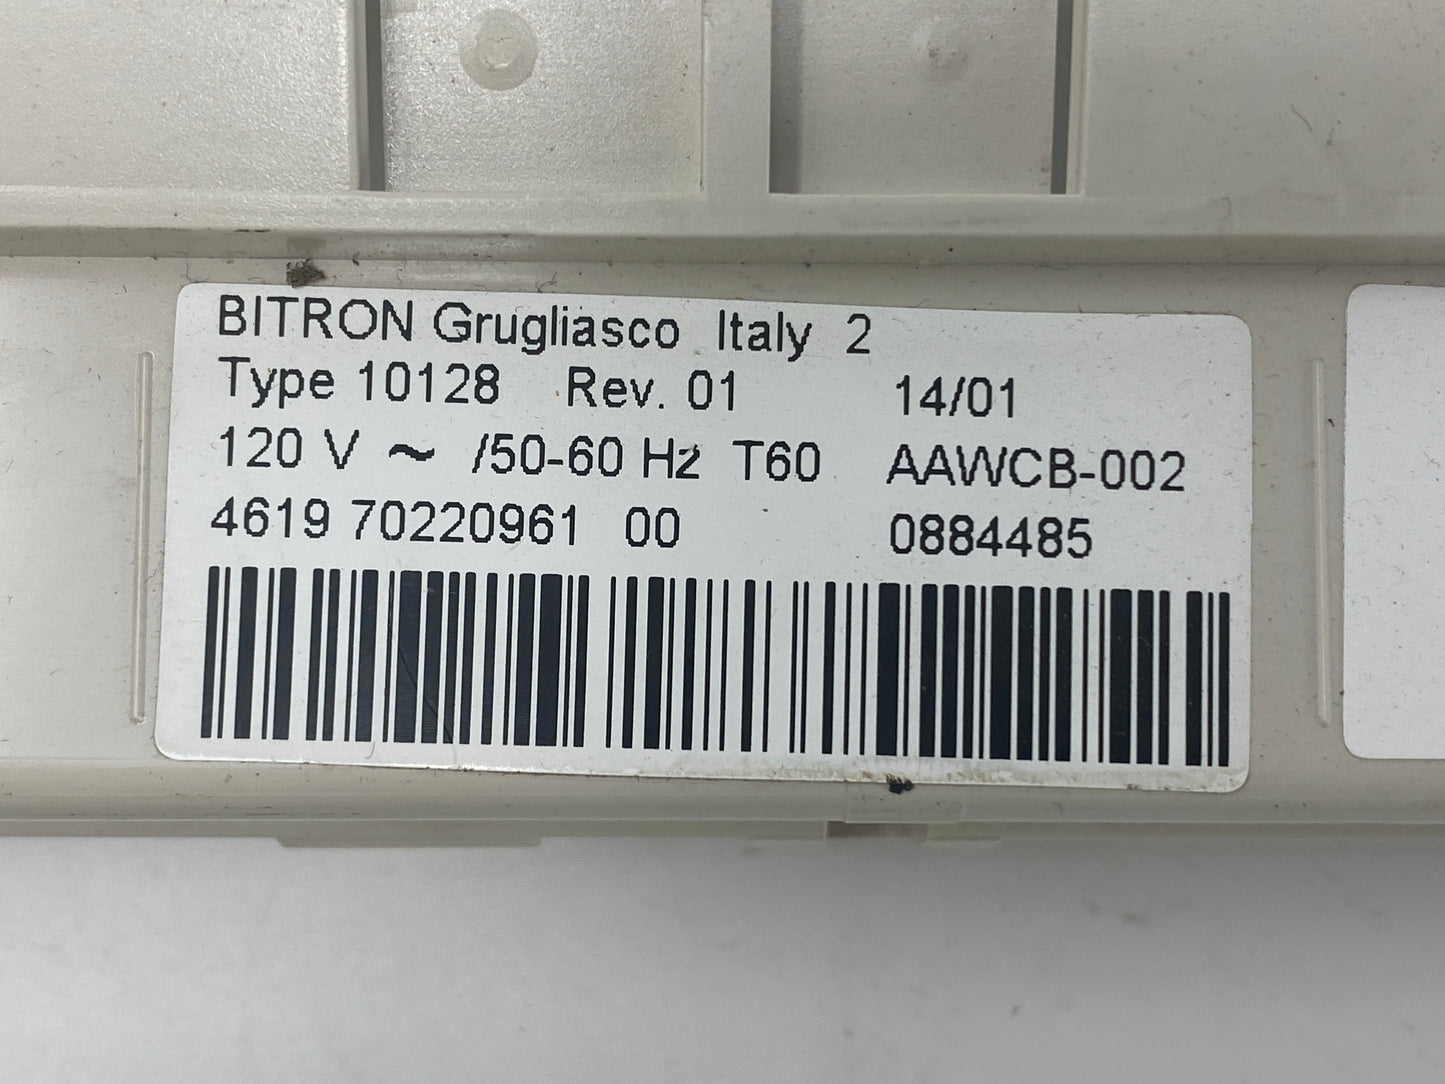 BITRON Grugliasco Italy 2
Type 10128 Rev. 01 14/01
120 V ~ /50-60 Hz T60 AAWCB-002
4619 70220961 00 0884485